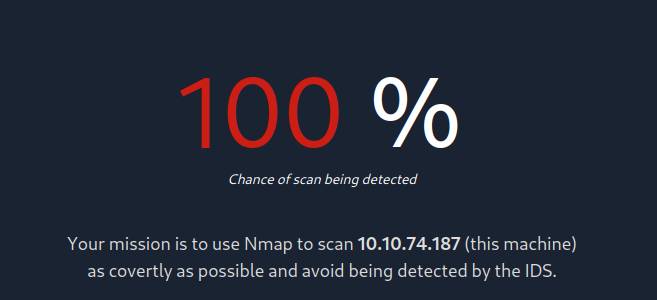 100 %
Chance of scan being detected
Your mission is to use Nmap to scan 10.10.74.187 (this machine)
as covertly as possible and avoid being detected by the IDS.